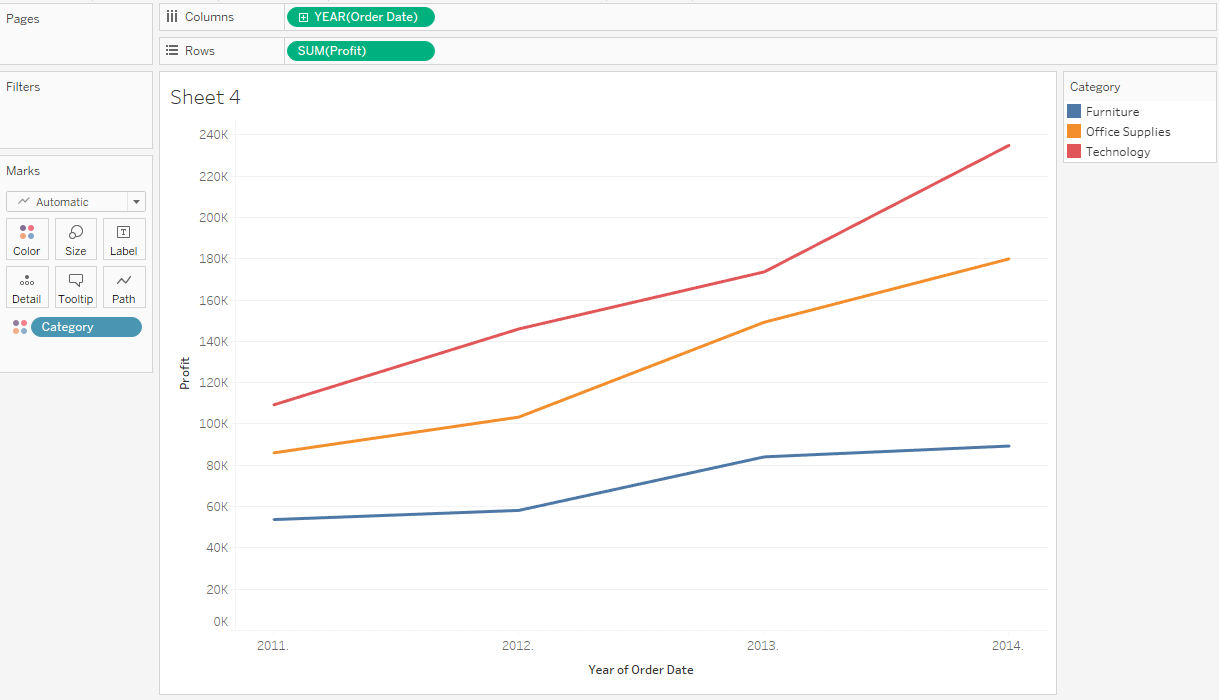 Pages
Columns
YEAR(Order Date)
Rows
SUM(Profit)
Filters
Marks
Automatic
Color
Size
Label
Detail
Tooltip
Path
Category
Sheet 4
240K
220K
200K
180K
160K
140K
120K
100K
80K
60K
40K
20K
0K
Profit
2011.
2012.
2013.
2014.
Year of Order Date
Category
Furniture
Office Supplies
Technology